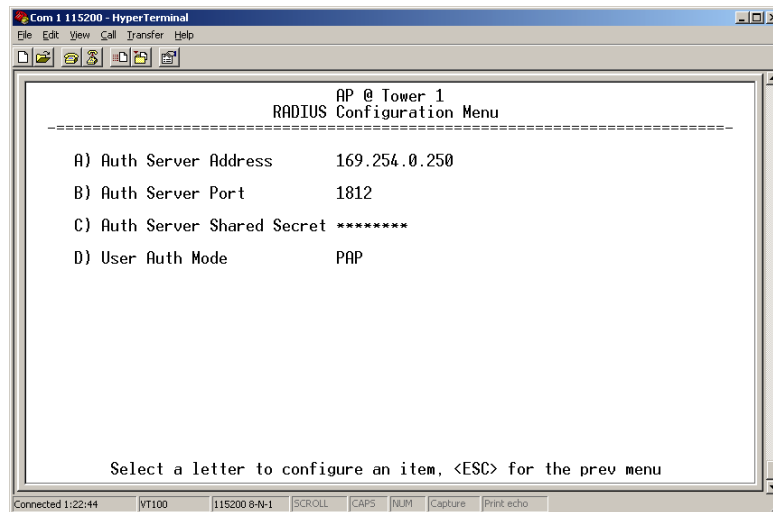 Com 1 115200 - HyperTerminal
File Edit View Call Transfer Help
AP @ Tower 1
RADIUS Configuration Menu
-==========================================================================-
A) Auth Server Address 169.254.0.250
B) Auth Server Port 1812
C) Auth Server Shared Secret ********
D) User Auth Mode PAP
Select a letter to configure an item, <ESC> for the prev menu
Connected 1:22:44 VT100 115200 8-N-1 SCROLL CAPS NUM Capture Print echo